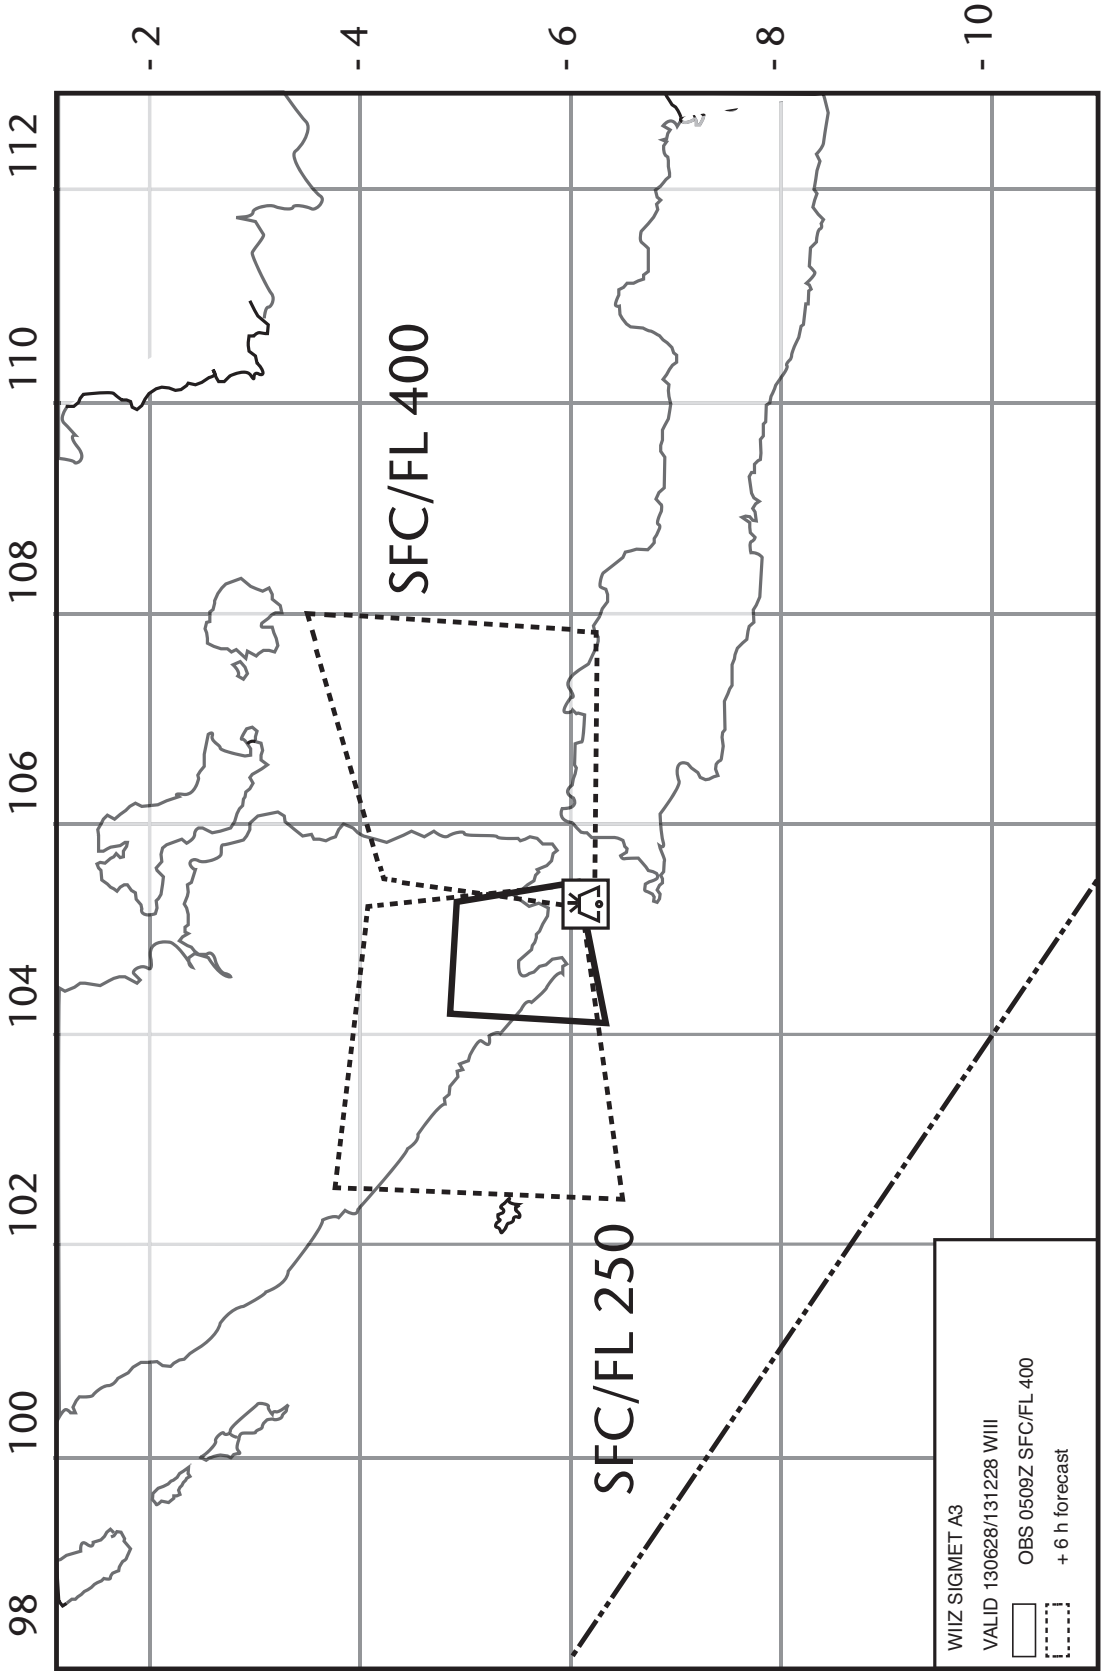 98
100
102
104
106
108
110
112
- 2
- 4
- 6
- 8
- 10
SFC/FL 400
SFC/FL 250
WIIZ SIGMET A3
VALID 130628/131228 WIII
OBS 0509Z SFC/FL 400
+ 6 h forecast